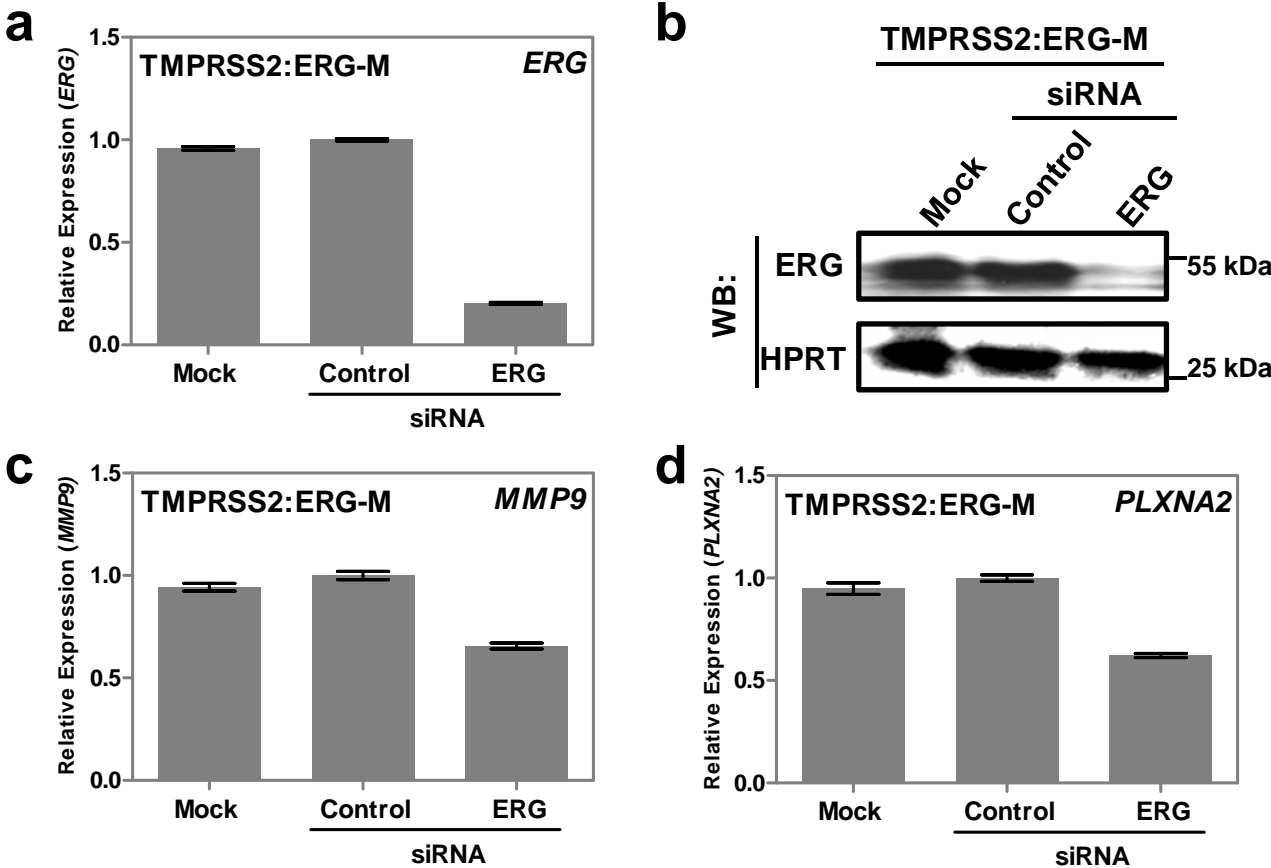 a
Relative Expression (ERG)
1.5
1.0
0.5
0.0
TMPRSS2:ERG-M
ERG
Mock
Control
ERG
siRNA
b
TMPRSS2:ERG-M
siRNA
Mock
Control
ERG
WB:
ERG
55 kDa
HPRT
25 kDa
c
Relative Expression (MMP9)
1.5
1.0
0.5
0.0
TMPRSS2:ERG-M
MMP9
Mock
Control
ERG
siRNA
d
Relative Expression (PLXNA2)
1.5
1.0
0.5
0.0
TMPRSS2:ERG-M
PLXNA2
Mock
Control
ERG
siRNA